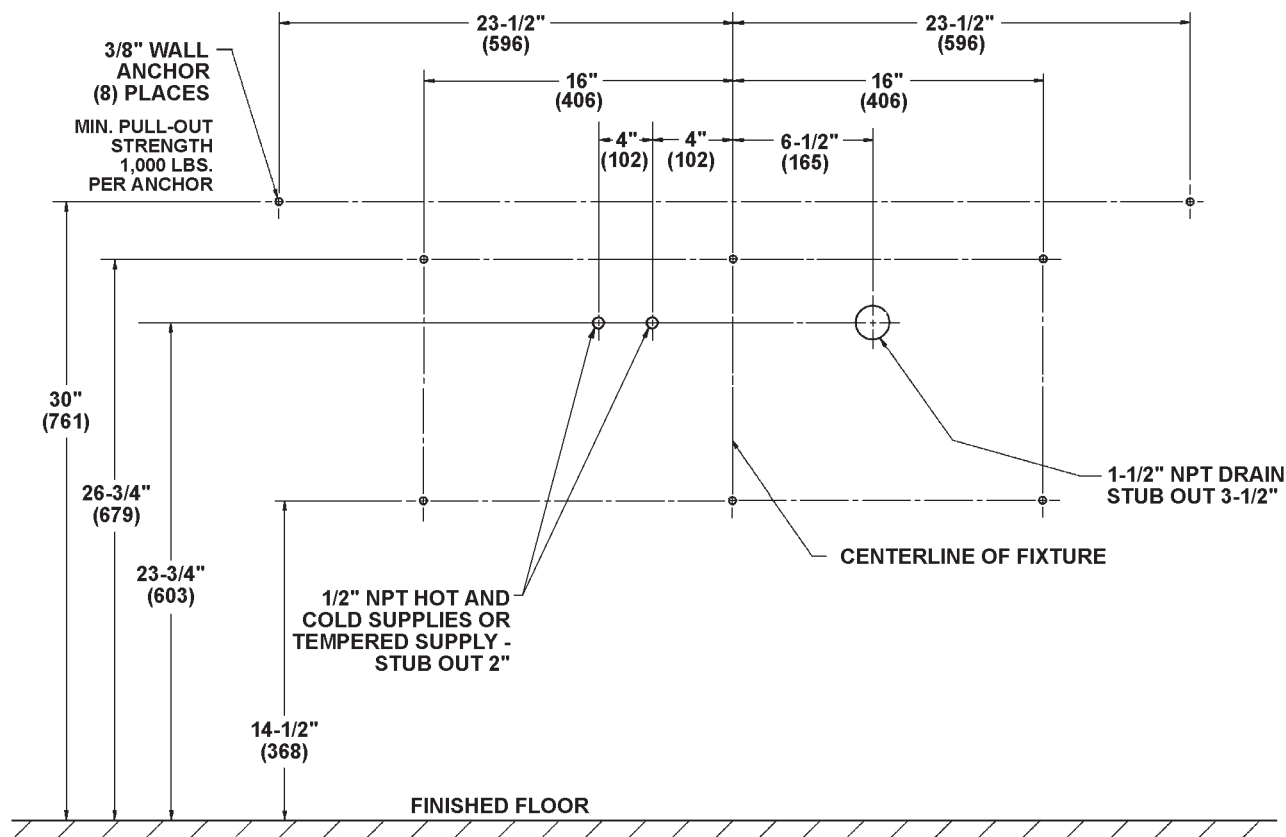 23-1/2"
(596)
23-1/2"
(596)
3/8" WALL
ANCHOR
(8) PLACES
MIN. PULL-OUT
STRENGTH
1,000 LBS.
PER ANCHOR
16"
(406)
16"
(406)
4"
(102)
4"
(102)
6-1/2"
(165)
30"
(761)
26-3/4"
(679)
23-3/4"
(603)
14-1/2"
(368)
1/2" NPT HOT AND
COLD SUPPLIES OR
TEMPERED SUPPLY -
STUB OUT 2"
1-1/2" NPT DRAIN
STUB OUT 3-1/2"
CENTERLINE OF FIXTURE
FINISHED FLOOR